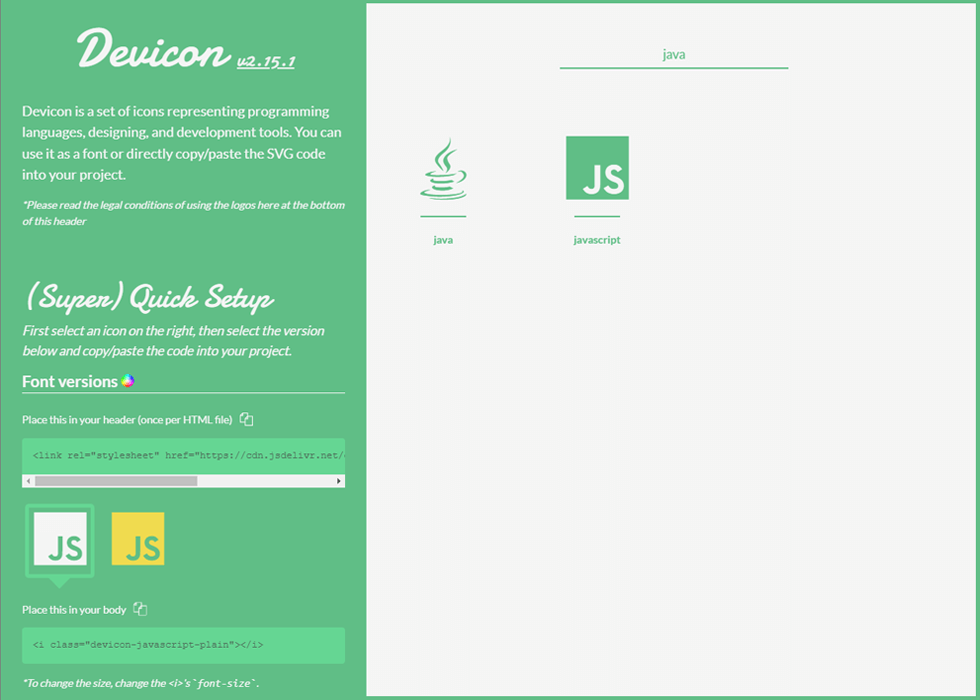 Devicon v2.15.1
Devicon is a set of icons representing programming
languages, designing, and development tools. You can
use it as a font or directly copy/paste the SVG code
into your project.
*Please read the legal conditions of using the logos here at the bottom
of this header
(Super) Quick Setup
First select an icon on the right, then select the version
below and copy/paste the code into your project.
Font versions
Place this in your header (once per HTML file)
<link rel="stylesheet" href="https://cdn.jsdelivr.net/
JS JS
Place this in your body
<i class="devicon-javascript-plain"></i>
*To change the size, change the <i>'s `font-size`.
java
JS
java javascript